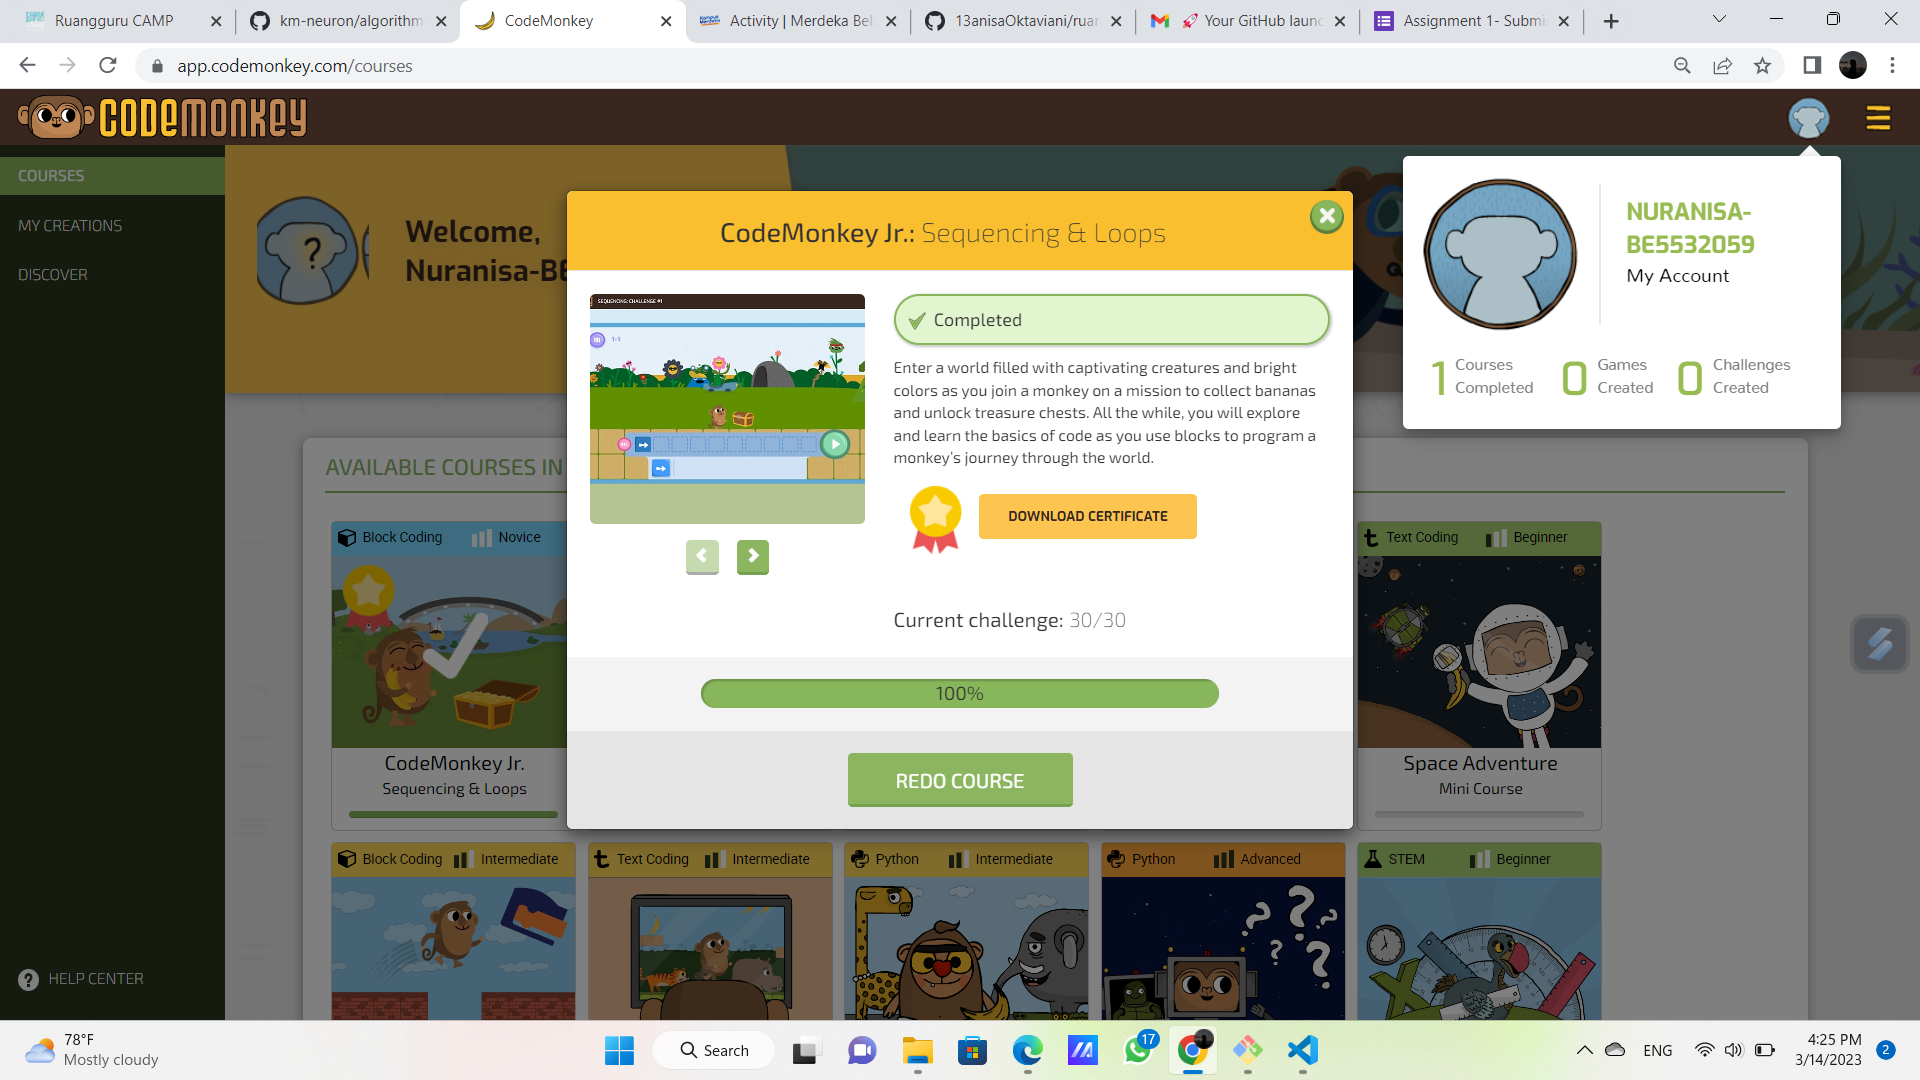 Ruangguru CAMP
km-neuron/algorithm
CodeMonkey
Activity | Merdeka Bel
13anisaOktaviani/ruan
🚀 Your GitHub launc
Assignment 1- Submis
app.codemonkey.com/courses
CODEMONKEY
COURSES
MY CREATIONS
DISCOVER
HELP CENTER
Welcome,
Nuranisa-BE
NURANISA-
BE5532059
My Account
1 Courses Completed
0 Games Created
0 Challenges Created
AVAILABLE COURSES IN
CodeMonkey Jr.: Sequencing & Loops
SEQUENCING: CHALLENGE #1
1-1
Completed
Enter a world filled with captivating creatures and bright
colors as you join a monkey on a mission to collect bananas
and unlock treasure chests. All the while, you will explore
and learn the basics of code as you use blocks to program a
monkey's journey through the world.
DOWNLOAD CERTIFICATE
Current challenge: 30/30
100%
REDO COURSE
Block Coding Novice
CodeMonkey Jr.
Sequencing & Loops
Text Coding Beginner
Space Adventure
Mini Course
Block Coding Intermediate
Text Coding Intermediate
Python Intermediate
Python Advanced
STEM Beginner
78°F
Mostly cloudy
Search
17
ENG
4:25 PM
3/14/2023
2